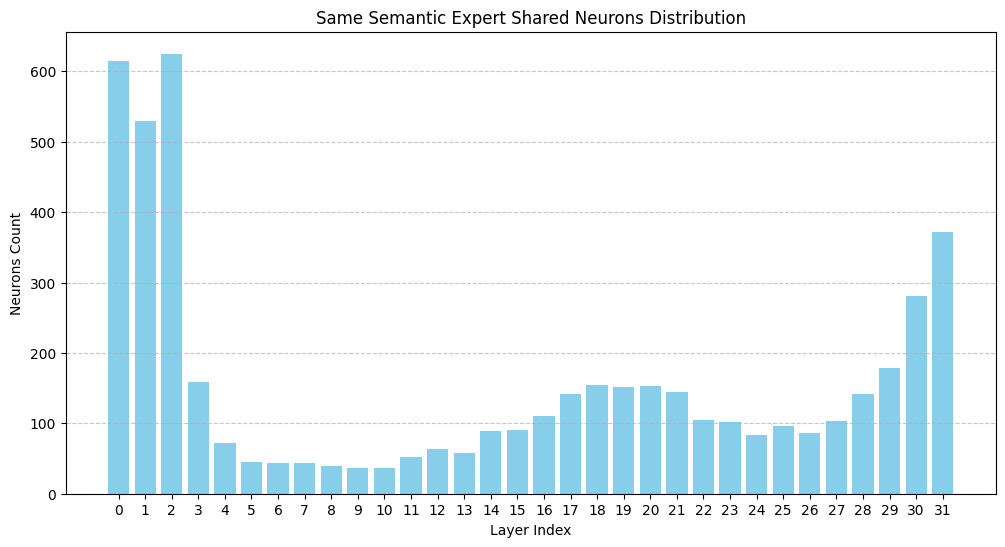 Same Semantic Expert Shared Neurons Distribution
Neurons Count
600
500
400
300
200
100
0
0 1 2 3 4 5 6 7 8 9 10 11 12 13 14 15 16 17 18 19 20 21 22 23 24 25 26 27 28 29 30 31
Layer Index